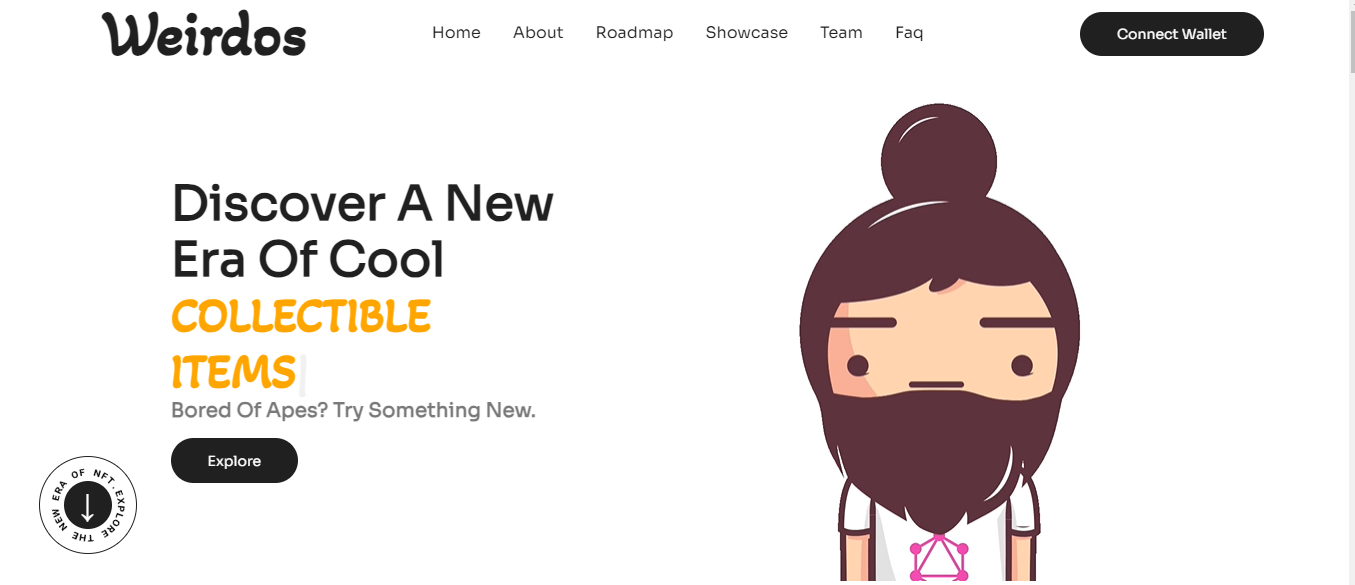 Weirdos
Home About Roadmap Showcase Team Faq
Connect Wallet
Discover A New
Era Of Cool
COLLECTIBLE
ITEMS
Bored Of Apes? Try Something New.
Explore
EXPLORE THE NEW ERA OF NFT.